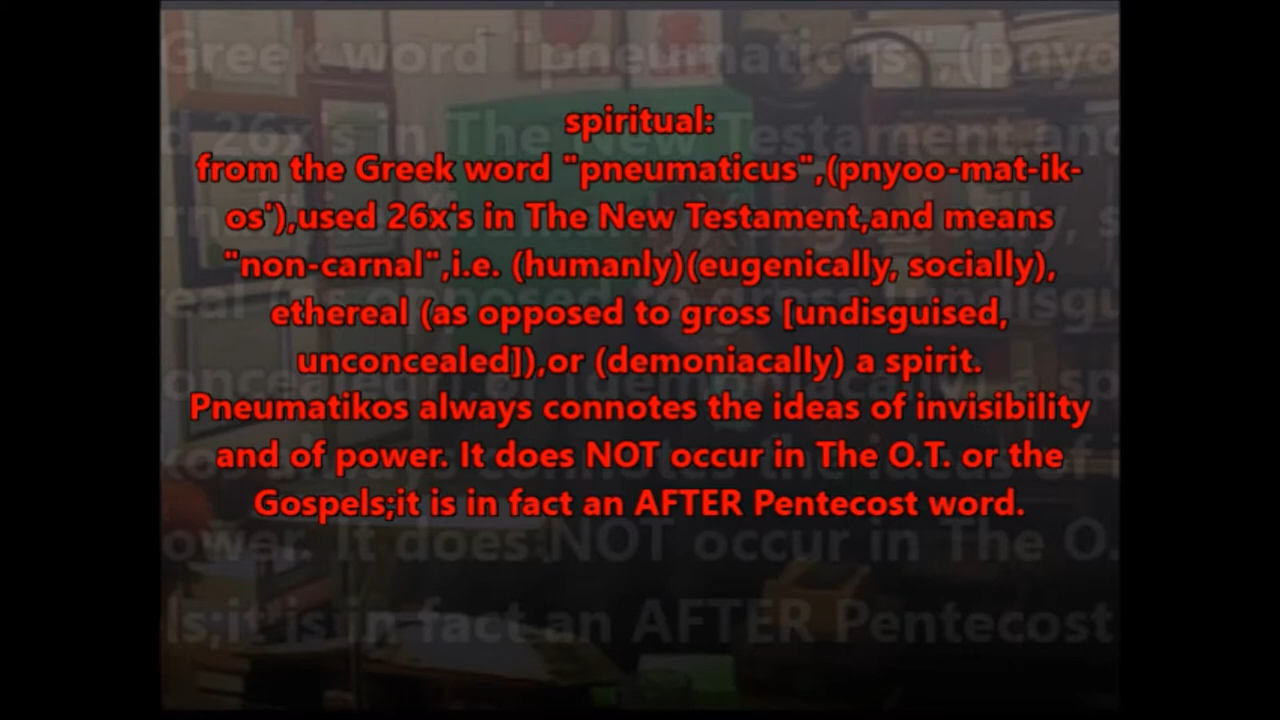 spiritual:
from the Greek word "pneumaticus",(pnyoo-mat-ik-
os'),used 26x's in The New Testament,and means
"non-carnal",i.e. (humanly)(eugenically, socially),
ethereal (as opposed to gross [undisguised,
unconcealed]),or (demoniacally) a spirit.
Pneumatikos always connotes the ideas of invisibility
and of power. It does NOT occur in The O.T. or the
Gospels;it is in fact an AFTER Pentecost word.